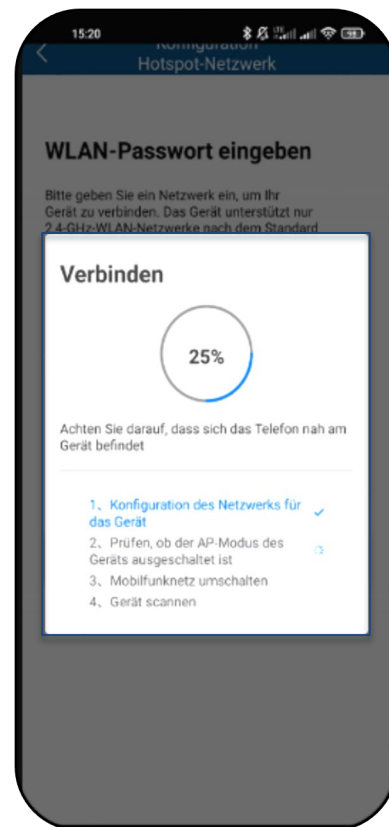 15:20
98
Konfiguration
Hotspot-Netzwerk
WLAN-Passwort eingeben
Bitte geben Sie ein Netzwerk ein, um Ihr
Gerät zu verbinden. Das Gerät unterstützt nur
2,4-GHz-WLAN-Netzwerke nach dem Standard
Verbinden
25%
Achten Sie darauf, dass sich das Telefon nah am
Gerät befindet
1、Konfiguration des Netzwerks für
das Gerät
2、Prüfen, ob der AP-Modus des
Geräts ausgeschaltet ist
3、Mobilfunknetz umschalten
4、Gerät scannen